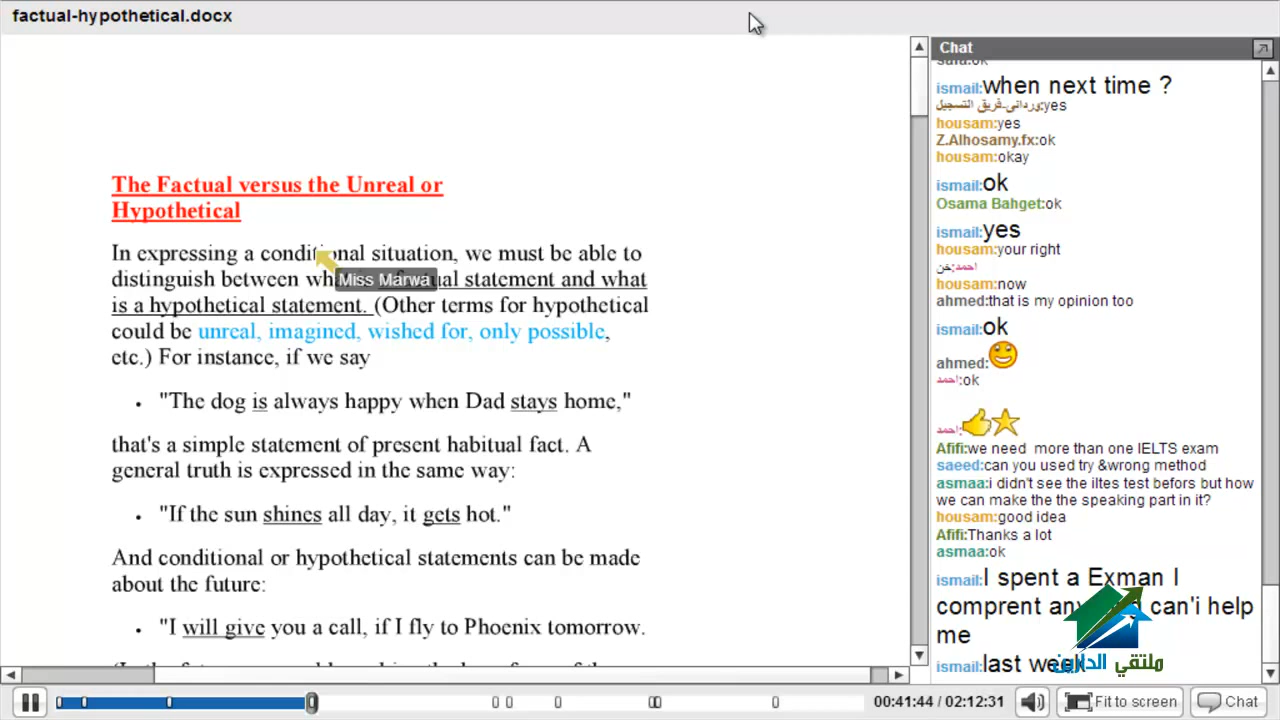 factual-hypothetical.docx
The Factual versus the Unreal or
Hypothetical
In expressing a conditional situation, we must be able to
distinguish between factual statement and what
is a hypothetical statement. (Other terms for hypothetical
could be unreal, imagined, wished for, only possible,
etc.) For instance, if we say
• "The dog is always happy when Dad stays home,"
that's a simple statement of present habitual fact. A
general truth is expressed in the same way:
• "If the sun shines all day, it gets hot."
And conditional or hypothetical statements can be made
about the future:
• "I will give you a call, if I fly to Phoenix tomorrow.
Miss Marwa
Chat
ismail:when next time ?
ورداني-فريق التسجيل:yes
housam:yes
Z.Alhosamy.fx:ok
housam:okay
ismail:ok
Osama Bahget:ok
ismail:yes
housam:your right
احمد:خن
housam:now
ahmed:that is my opinion too
ismail:ok
ahmed:
احمد:ok
احمد:
Afifi:we need more than one IELTS exam
saeed:can you used try &wrong method
asmaa:i didn't see the iltes test befors but how
we can make the the speaking part in it?
housam:good idea
Afifi:Thanks a lot
asmaa:ok
ismail:I spent a Exman I
comprent can'i help
me
ismail:last week
ملتقي الدارين
00:41:44 / 02:12:31
Fit to screen
Chat